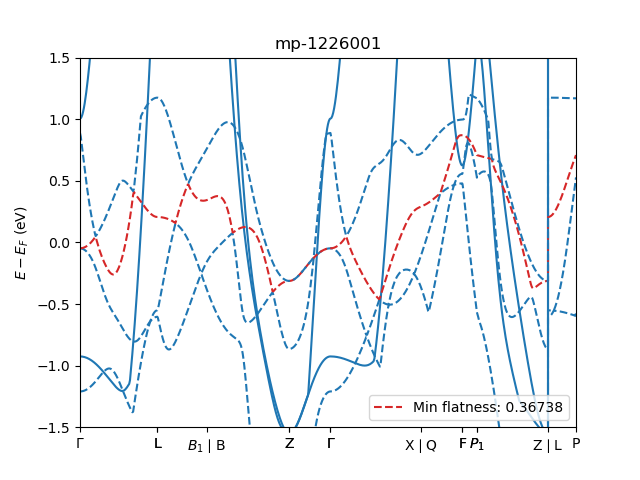 mp-1226001
E − E_F (eV)
1.5
1.0
0.5
0.0
−0.5
−1.0
−1.5
Min flatness: 0.36738
Γ L B₁ | B Z Γ X | Q F P₁ Z | L P